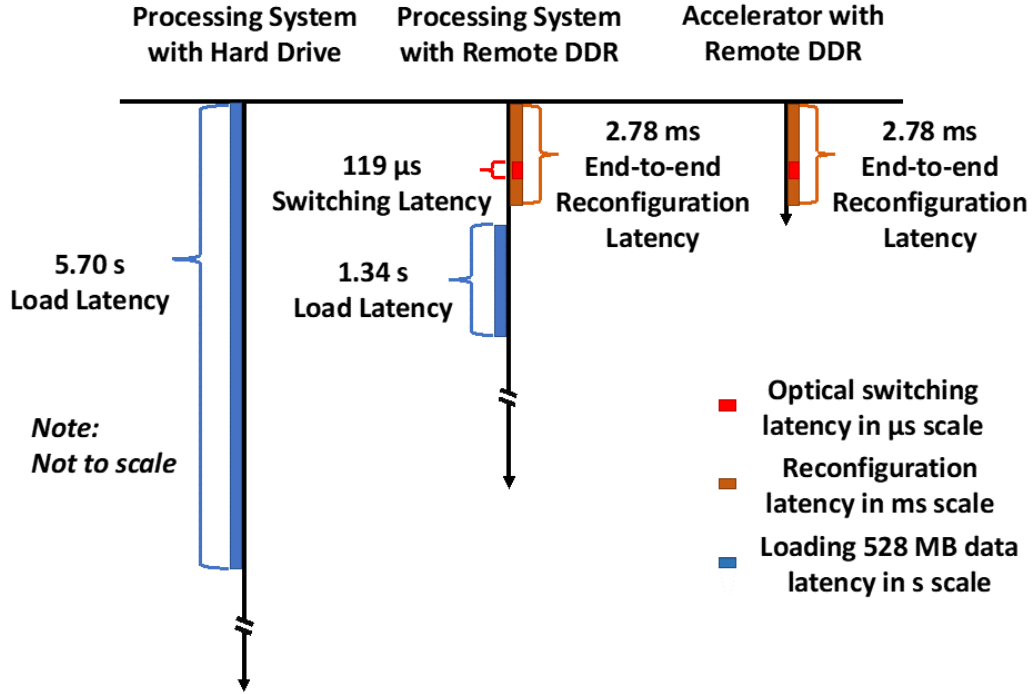 Processing System
with Hard Drive
Processing System
with Remote DDR
Accelerator with
Remote DDR
5.70 s
Load Latency
119 μs
Switching Latency
2.78 ms
End-to-end
Reconfiguration
Latency
1.34 s
Load Latency
2.78 ms
End-to-end
Reconfiguration
Latency
Note:
Not to scale
Optical switching
latency in μs scale
Reconfiguration
latency in ms scale
Loading 528 MB data
latency in s scale